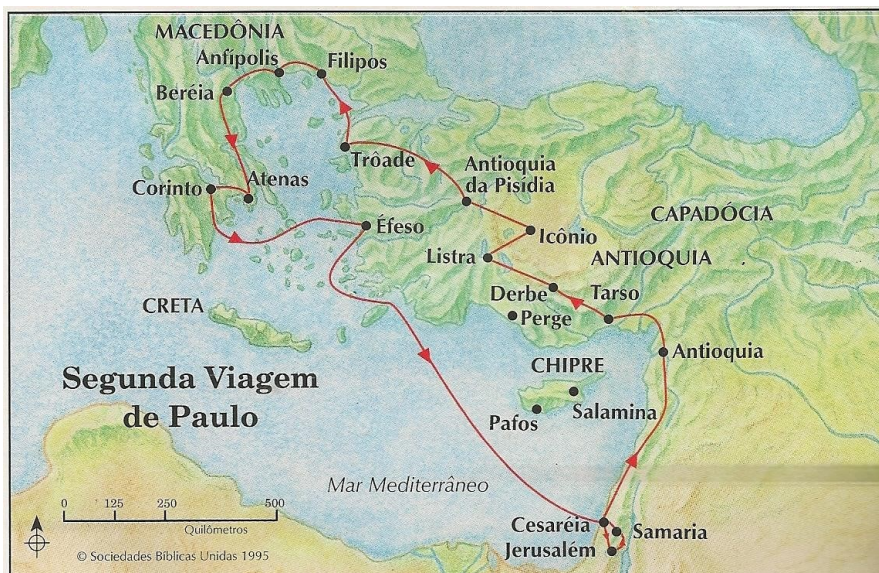 MACEDÔNIA
Anfípolis
Filipos
Beréia
Trôade
Antioquia
da Pisídia
Corinto
Atenas
CAPADÓCIA
Éfeso
Icônio
Listra
ANTIOQUIA
Derbe
Tarso
CRETA
Perge
Antioquia
CHIPRE
Segunda Viagem
de Paulo
Salamina
Pafos
Mar Mediterrâneo
0 125 250 500
Quilômetros
Cesaréia
Samaria
Jerusalém
© Sociedades Bíblicas Unidas 1995